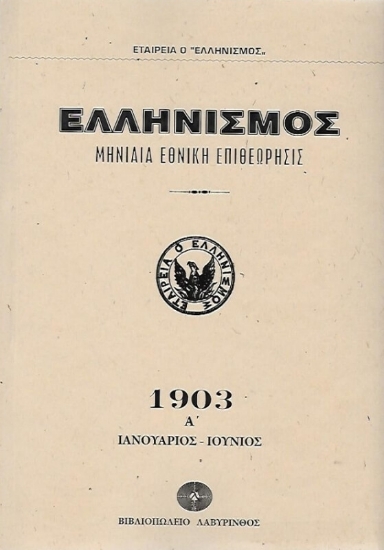 ΕΤΑΙΡΕΙΑ Ο "ΕΛΛΗΝΙΣΜΟΣ„
ΕΛΛΗΝΙΣΜΟΣ
ΜΗΝΙΑΙΑ ΕΘΝΙΚΗ ΕΠΙΘΕΩΡΗΣΙΣ
ΕΤΑΙΡΕΙΑ Ο ΕΛΛΗΝΙΣΜΟΣ
1903
Α΄
ΙΑΝΟΥΑΡΙΟΣ - ΙΟΥΝΙΟΣ
ΒΙΒΛΙΟΠΩΛΕΙΟ ΛΑΒΥΡΙΝΘΟΣ